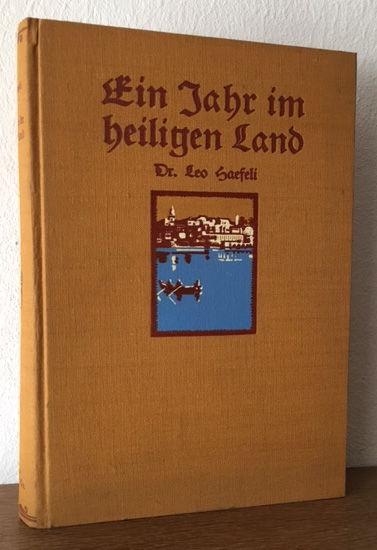 Ein Jahr im
heiligen Land
Dr. Leo Haefeli